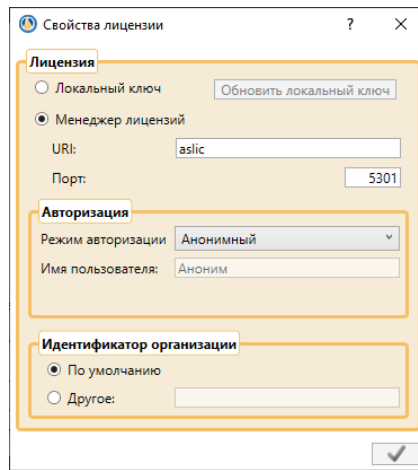 Свойства лицензии
Лицензия
Локальный ключ
Обновить локальный ключ
Менеджер лицензий
URI: aslic
Порт: 5301
Авторизация
Режим авторизации Анонимный
Имя пользователя: Аноним
Идентификатор организации
По умолчанию
Другое: